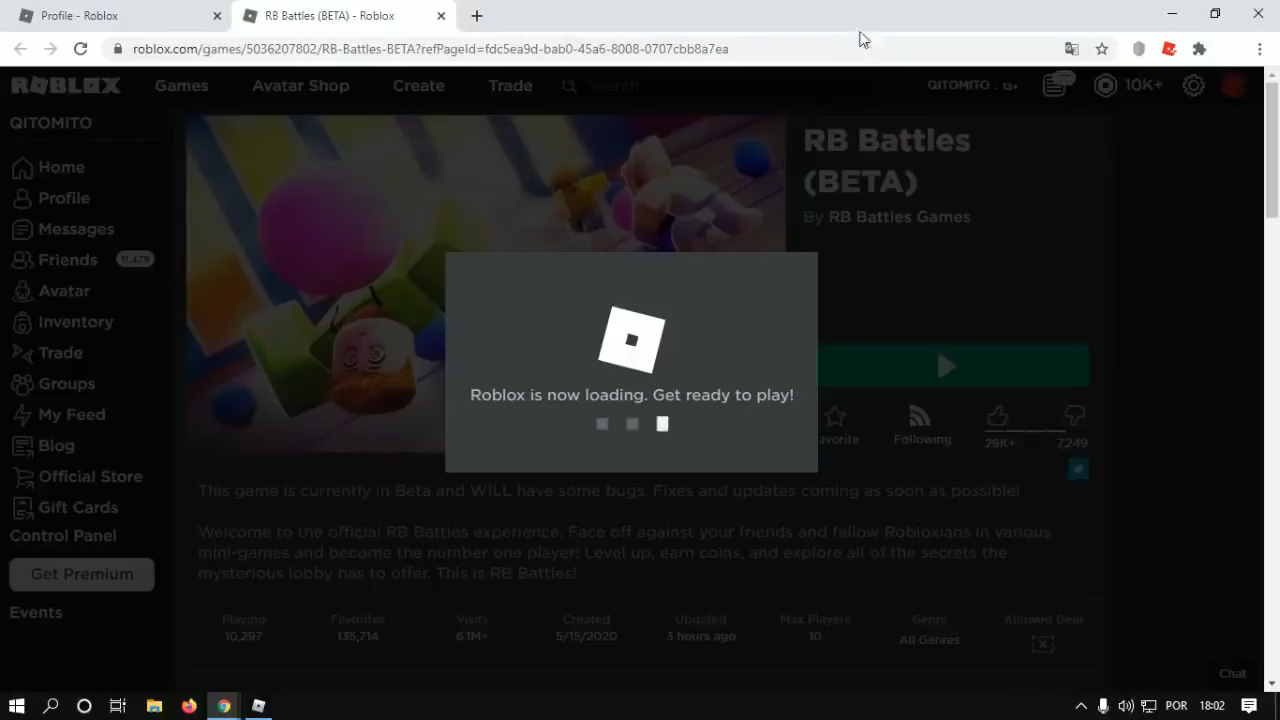 Profile - Roblox
RB Battles (BETA) - Roblox
roblox.com/games/5036207802/RB-Battles-BETA?refPageId=fdc5ea9d-bab0-45a6-8008-0707cbb8a7ea
ROBLOX
Games
Avatar Shop
Create
Trade
Search
QITOMITO : 13+
10K+
QITOMITO
Home
Profile
Messages
Friends
11,479
Avatar
Inventory
Trade
Groups
My Feed
Blog
Official Store
Gift Cards
Control Panel
Get Premium
Events
RB Battles
(BETA)
By RB Battles Games
Roblox is now loading. Get ready to play!
avorite
Following
29K+
7,249
This game is currently in Beta and WILL have some bugs. Fixes and updates coming as soon as possible!
Welcome to the official RB Battles experience. Face off against your friends and fellow Robloxians in various
mini-games and become the number one player! Level up, earn coins, and explore all of the secrets the
mysterious lobby has to offer. This is RB Battles!
Playing
Favorites
Visits
Created
Updated
Max Players
Genre
Allowed Gear
10,297
135,714
6.1M+
5/15/2020
3 hours ago
10
All Genres
Chat
POR
18:02